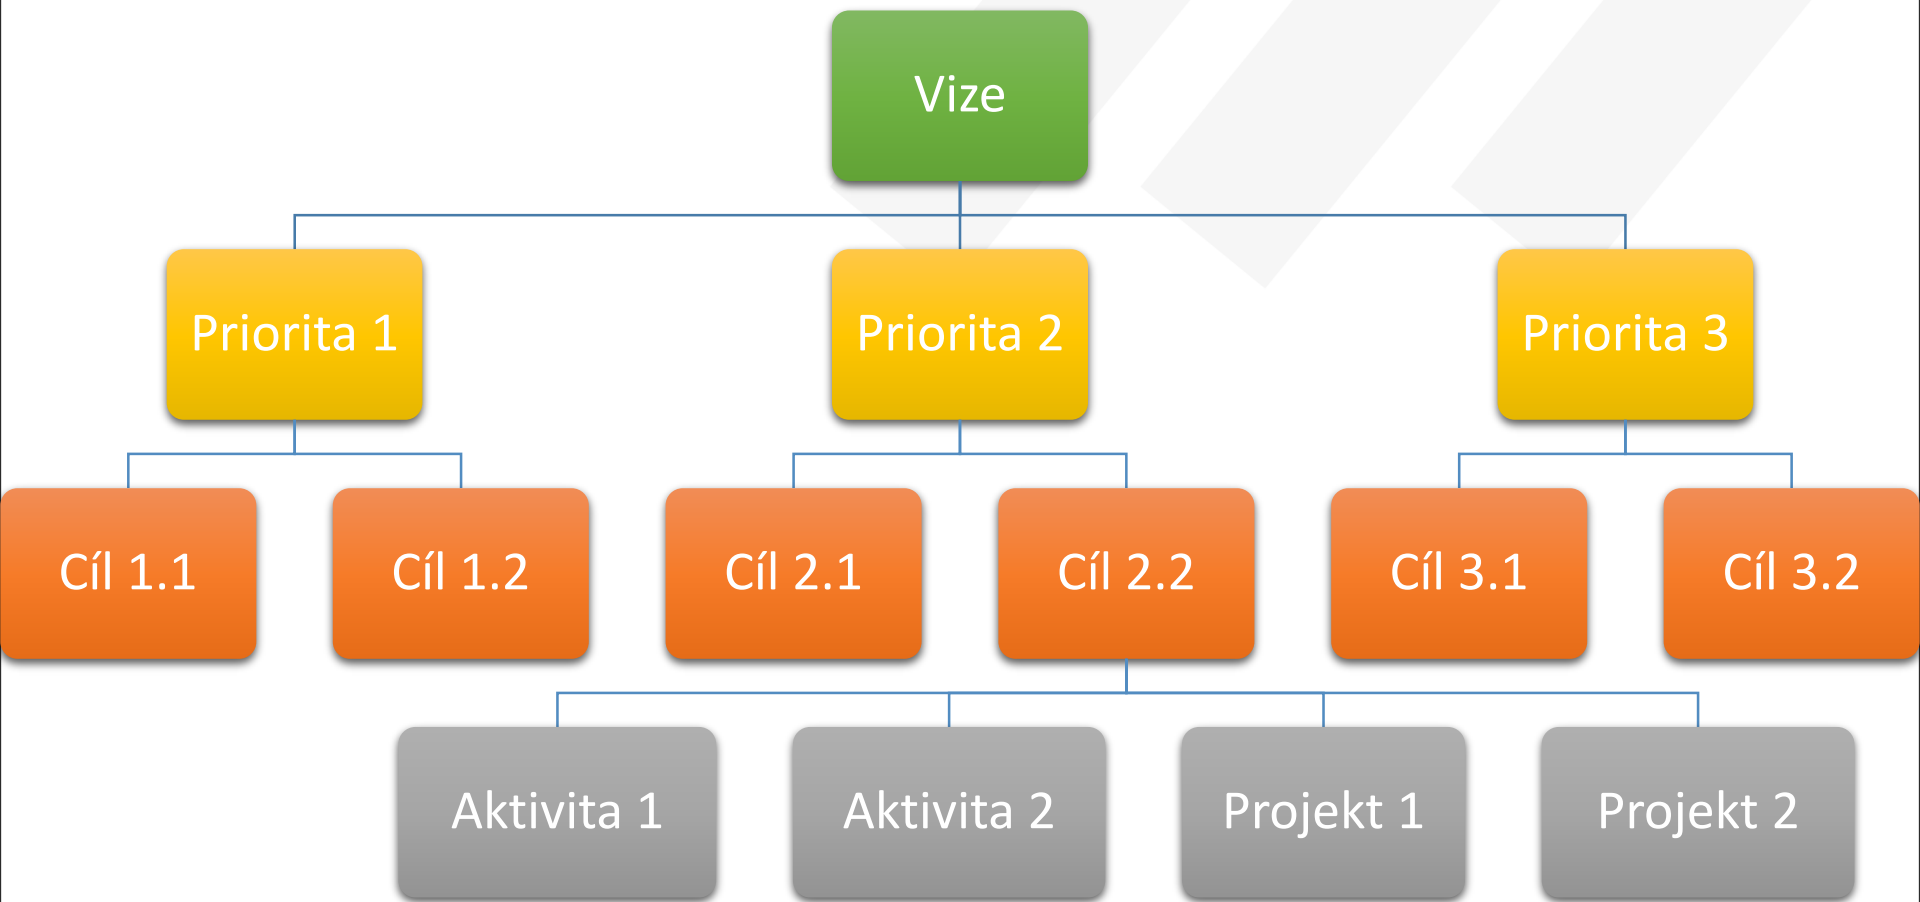 Vize
Priorita 1
Priorita 2
Priorita 3
Cíl 1.1
Cíl 1.2
Cíl 2.1
Cíl 2.2
Cíl 3.1
Cíl 3.2
Aktivita 1
Aktivita 2
Projekt 1
Projekt 2